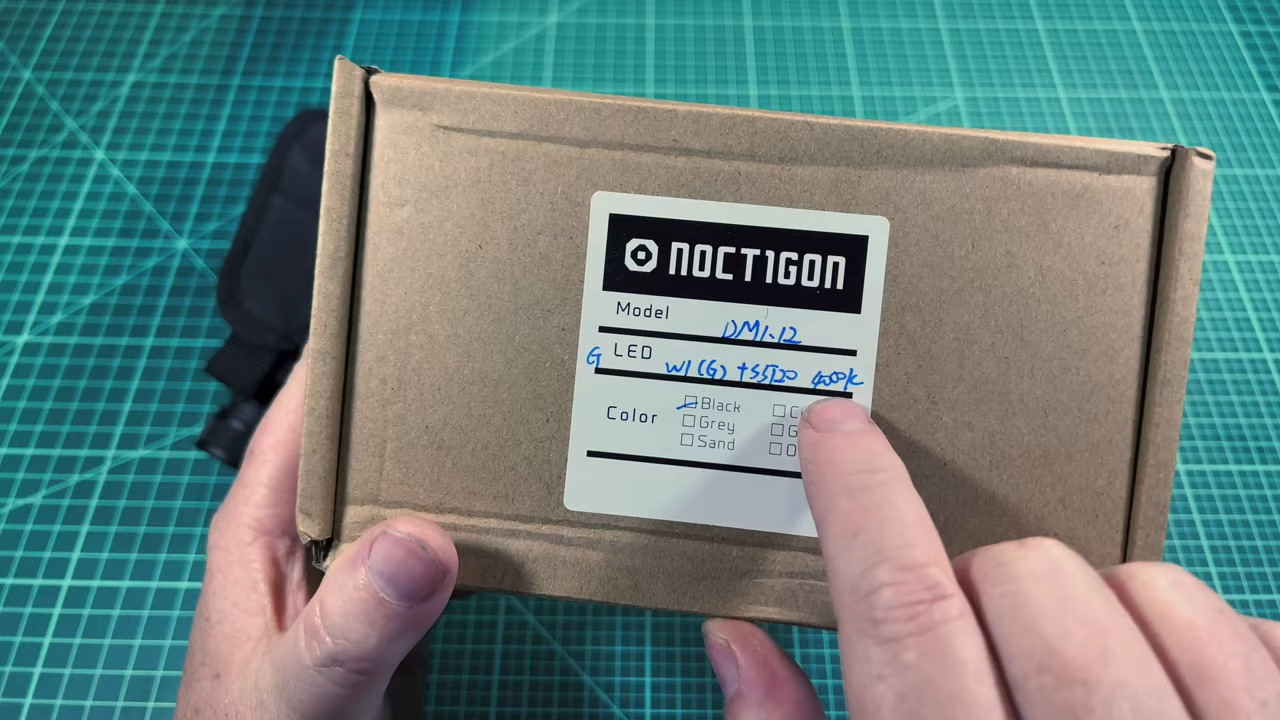 NOCTIGON
Model DM1.12
G LED W1 (G) + SST20 4000K
Color
Black
Grey
Sand